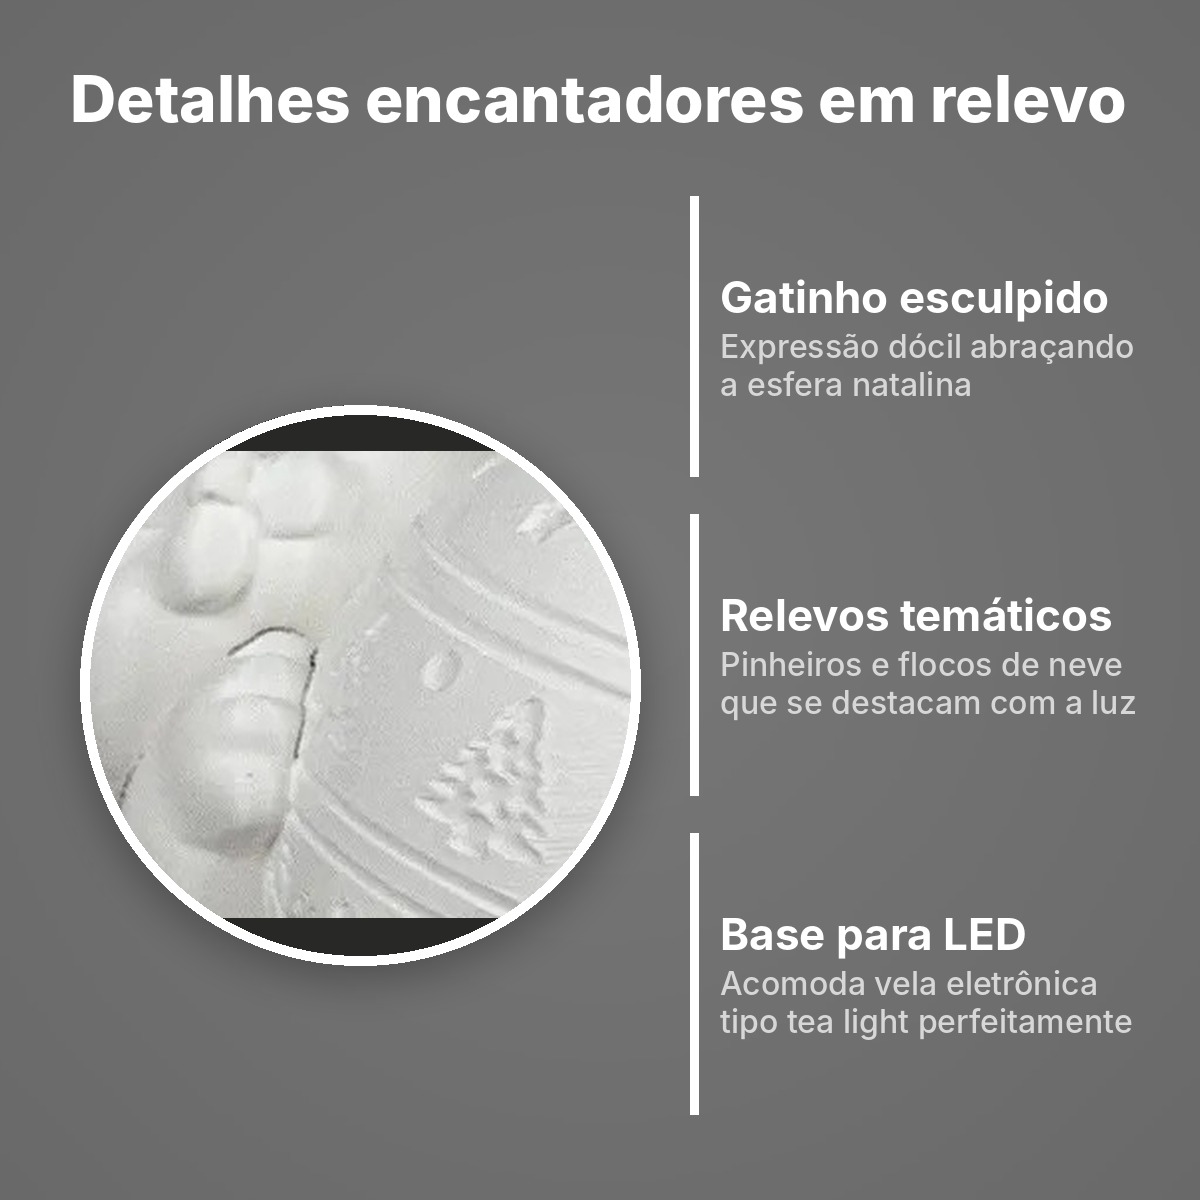 Detalhes encantadores em relevo
Gatinho esculpido
Expressão dócil abraçando
a esfera natalina
Relevos temáticos
Pinheiros e flocos de neve
que se destacam com a luz
Base para LED
Acomoda vela eletrônica
tipo tea light perfeitamente